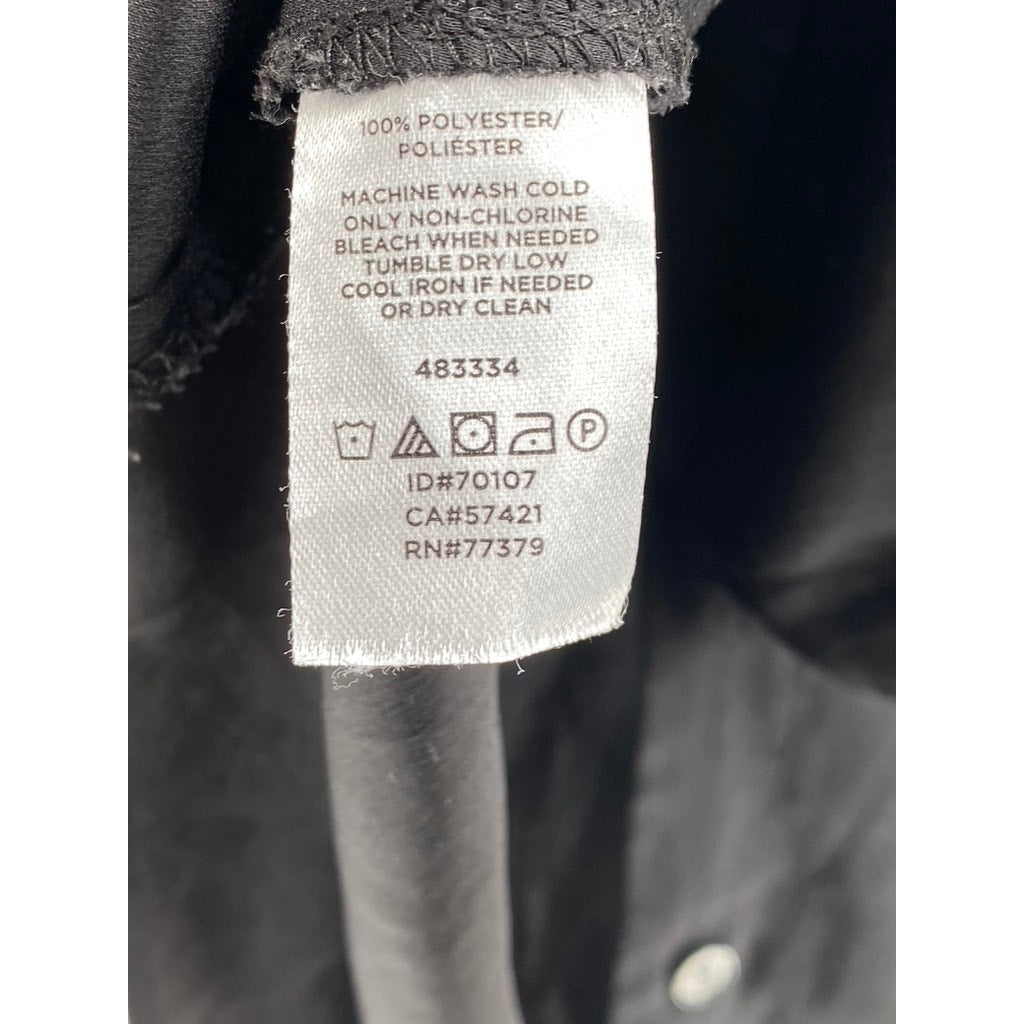 100% POLYESTER/
POLIÉSTER
MACHINE WASH COLD
ONLY NON-CHLORINE
BLEACH WHEN NEEDED
TUMBLE DRY LOW
COOL IRON IF NEEDED
OR DRY CLEAN
483334
P
ID#70107
CA#57421
RN#77379